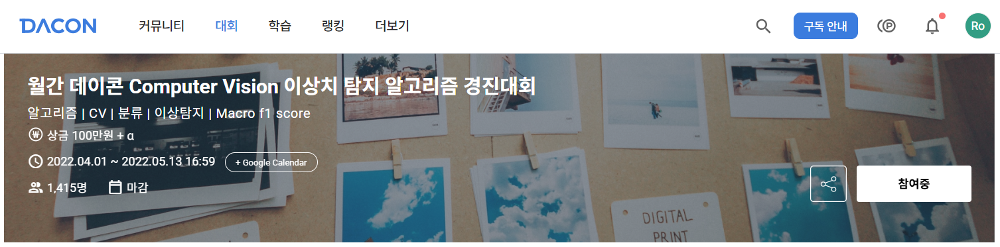 DACON
커뮤니티
대회
학습
랭킹
더보기
구독 안내
P
Ro
월간 데이콘 Computer Vision 이상치 탐지 알고리즘 경진대회
알고리즘 | CV | 분류 | 이상탐지 | Macro f1 score
₩ 상금 100만원 + α
2022.04.01 ~ 2022.05.13 16:59
+ Google Calendar
1,415명
마감
참여중
DIGITAL
PRINT